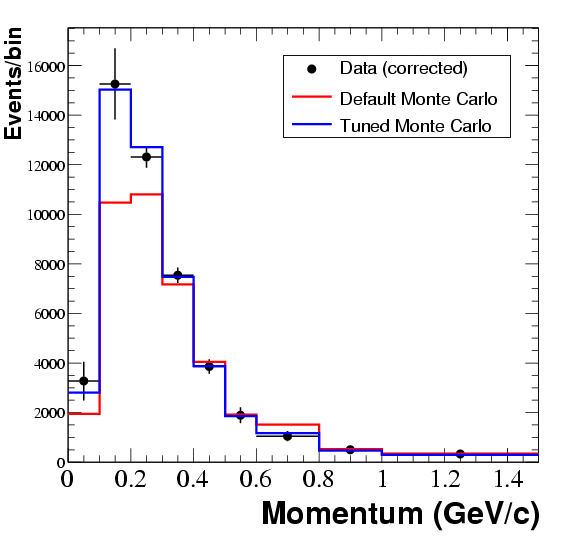 Events/bin
16000
14000
12000
10000
8000
6000
4000
2000
0
Data (corrected)
Default Monte Carlo
Tuned Monte Carlo
0 0.2 0.4 0.6 0.8 1 1.2 1.4
Momentum (GeV/c)